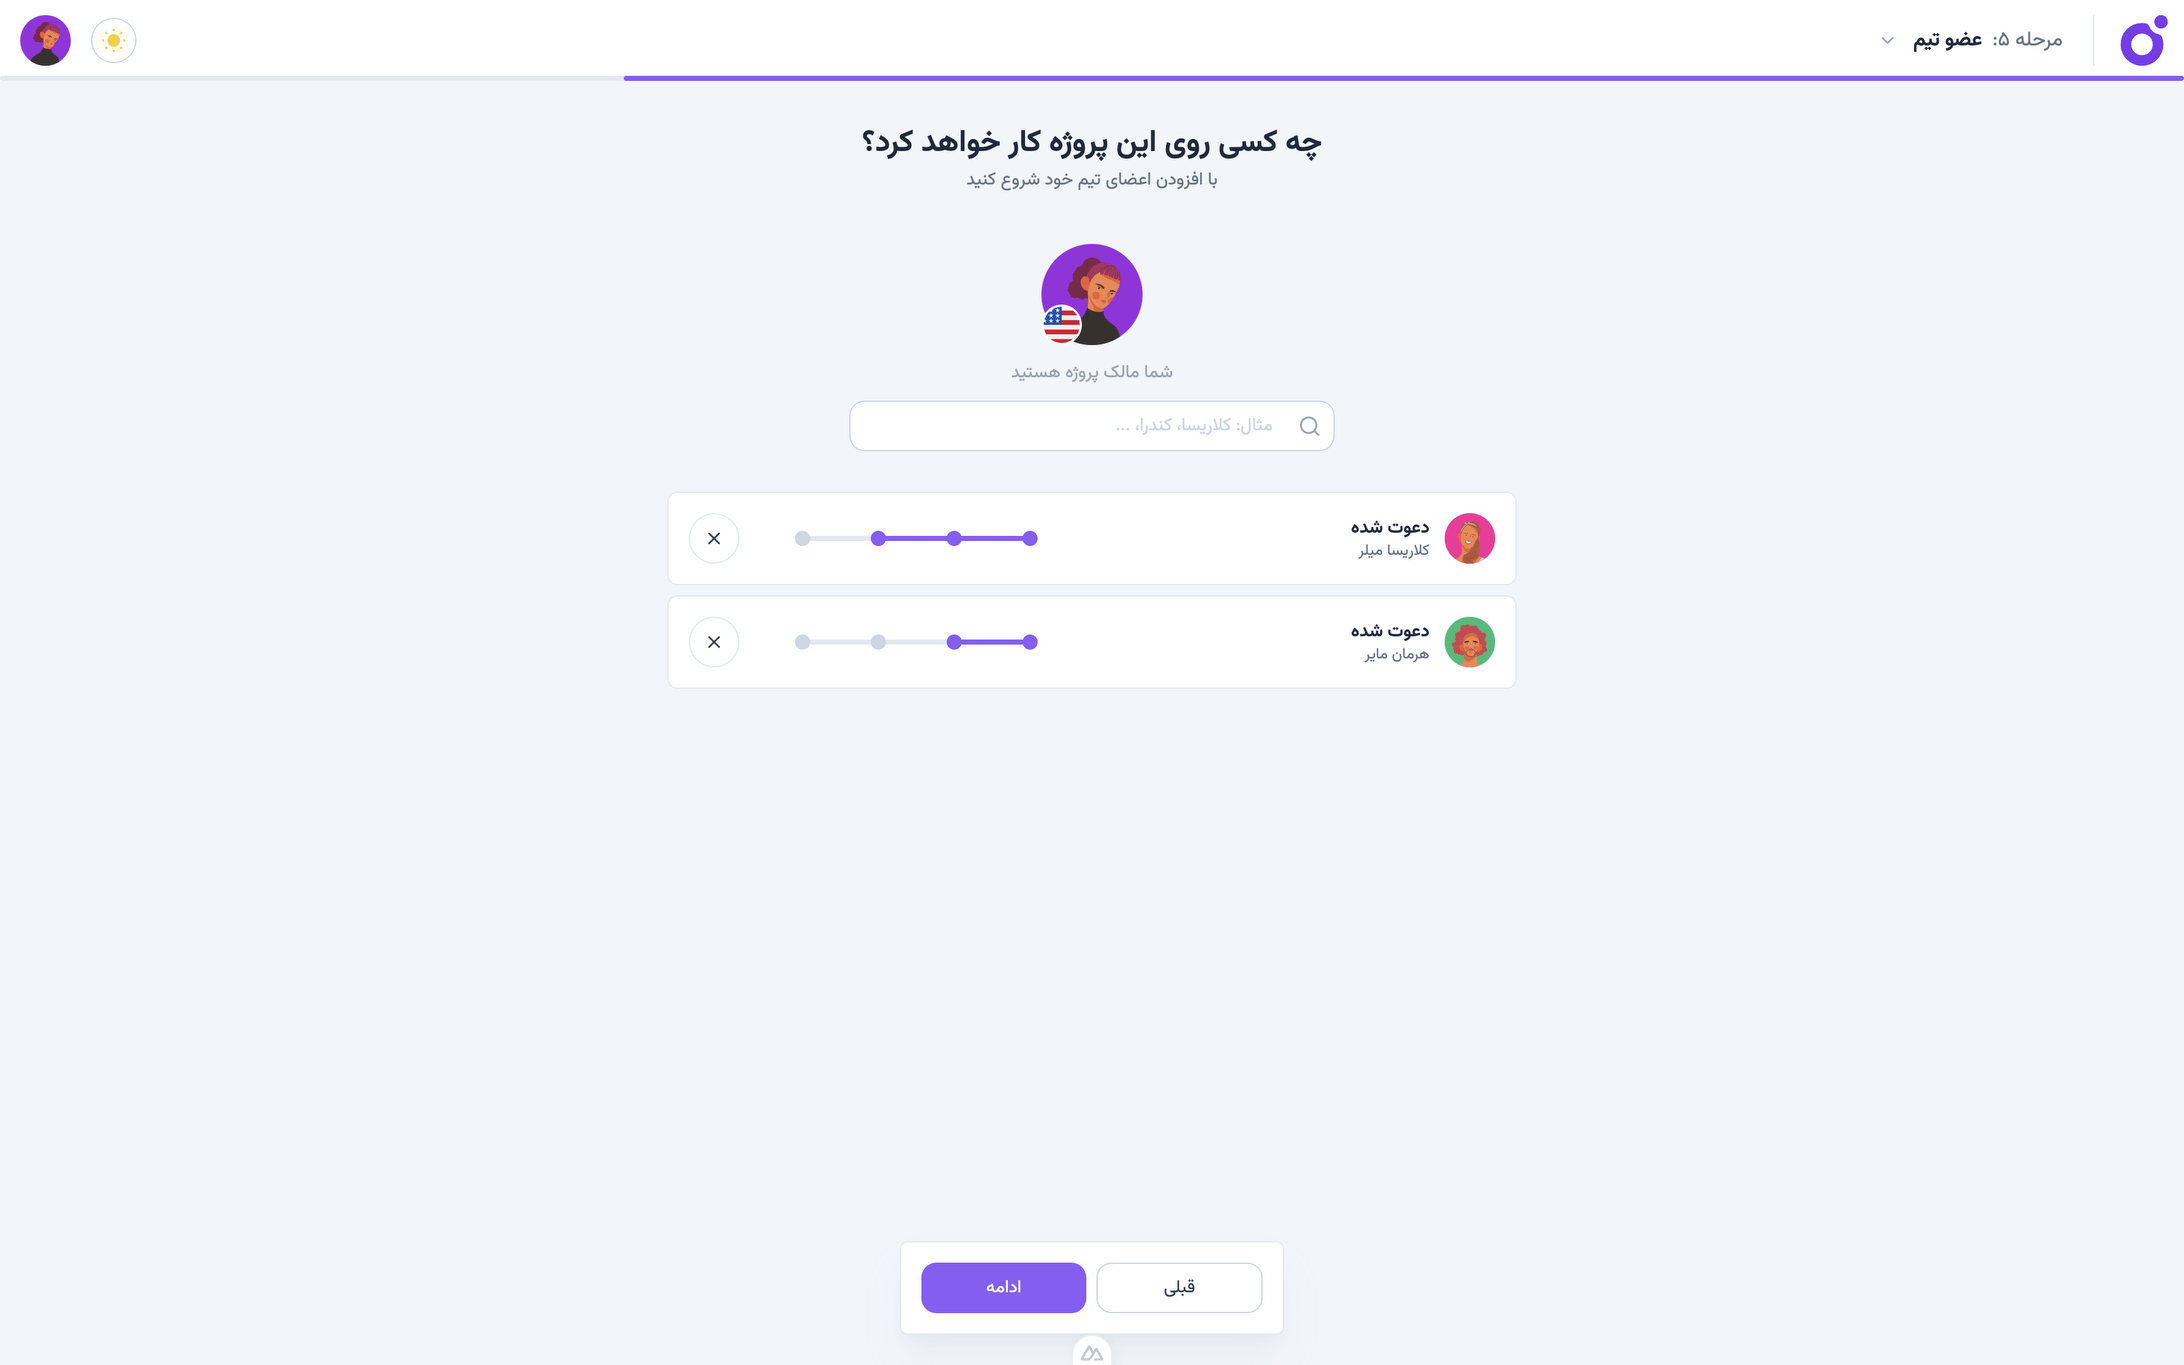 مرحله ۵: عضو تیم
چه کسی روی این پروژه کار خواهد کرد؟
با افزودن اعضای تیم خود شروع کنید
شما مالک پروژه هستید
مثال: کلاریسا، کندرا، ...
دعوت شده
کلاریسا میلر
دعوت شده
هرمان مایر
قبلی
ادامه